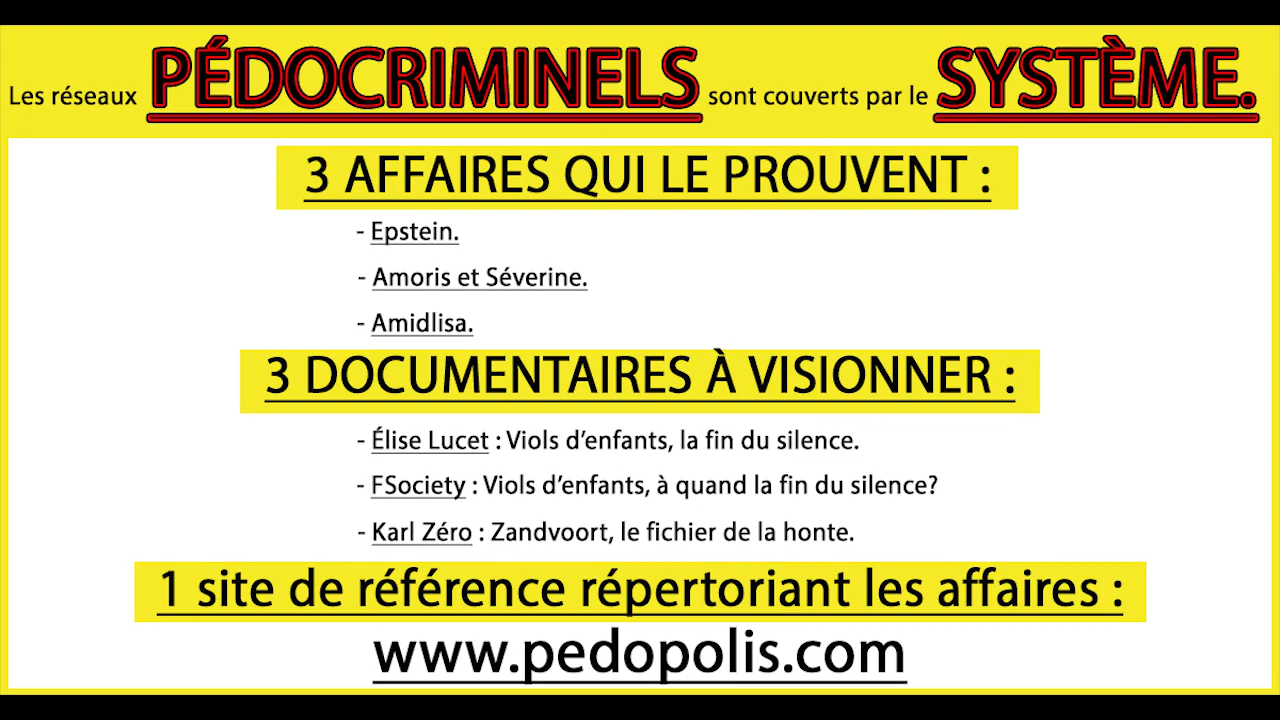 Les réseaux PÉDOCRIMINELS sont couverts par le SYSTÈME.
3 AFFAIRES QUI LE PROUVENT :
- Epstein.
- Amoris et Séverine.
- Amidlisa.
3 DOCUMENTAIRES À VISIONNER :
- Élise Lucet : Viols d’enfants, la fin du silence.
- FSociety : Viols d’enfants, à quand la fin du silence?
- Karl Zéro : Zandvoort, le fichier de la honte.
1 site de référence répertoriant les affaires :
www.pedopolis.com